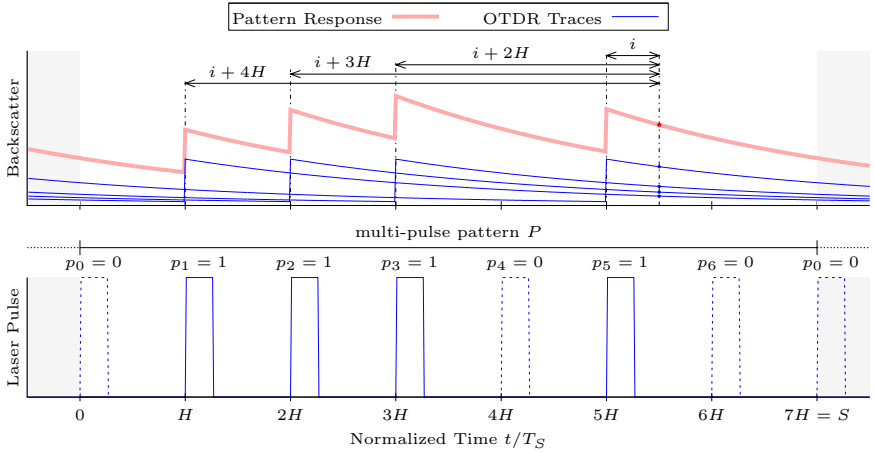 Pattern Response OTDR Traces
i
i + 2H
i + 3H
i + 4H
Backscatter
multi-pulse pattern P
p₀ = 0 p₁ = 1 p₂ = 1 p₃ = 1 p₄ = 0 p₅ = 1 p₆ = 0 p₀ = 0
Laser Pulse
0 H 2H 3H 4H 5H 6H 7H = S
Normalized Time t/T_S